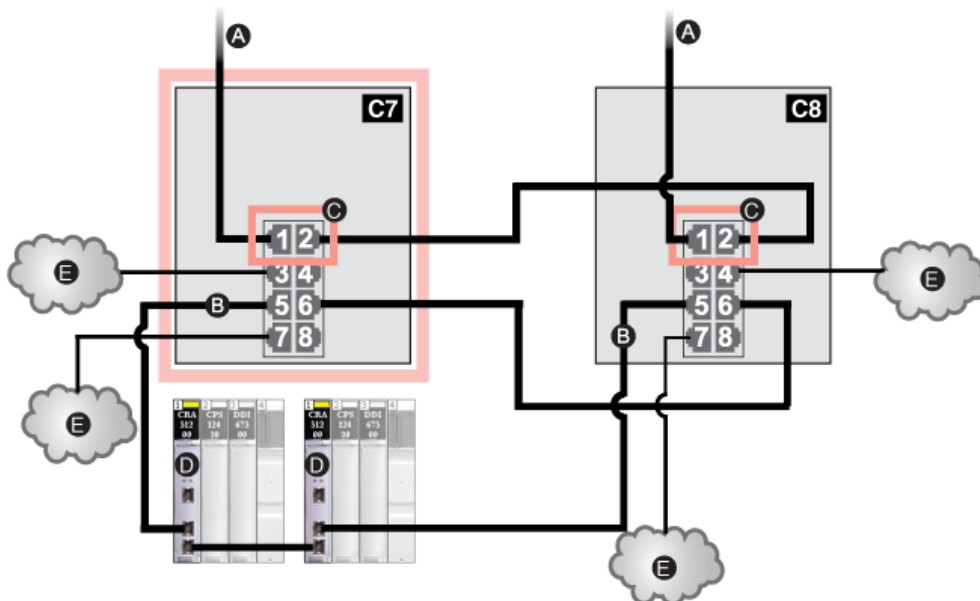 A
A
C7
C8
C
C
1 2
1 2
E
3 4
3 4
E
B
5 6
5 6
B
7 8
7 8
E
1 2 3 4
CRA 312 00
CPS 124 20
DDI 673 00
1 2 3 4
CRA 312 00
CPS 124 20
DDI 673 00
D
D
E